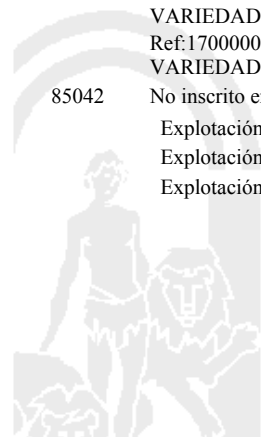 VARIEDAD
Ref:1700000
VARIEDAD
85042 No inscrito e
Explotación
Explotación
Explotación